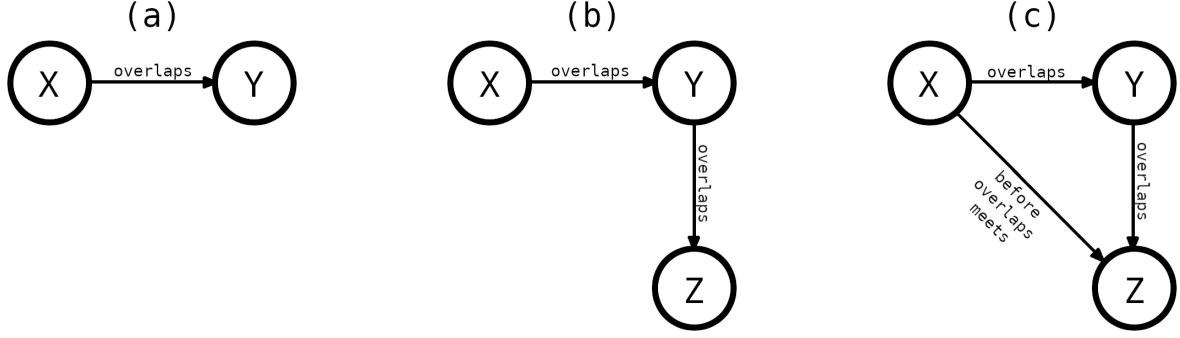 (a)
X
overlaps
Y
(b)
X
overlaps
Y
overlaps
Z
(c)
X
overlaps
Y
overlaps
before
overlaps
meets
Z